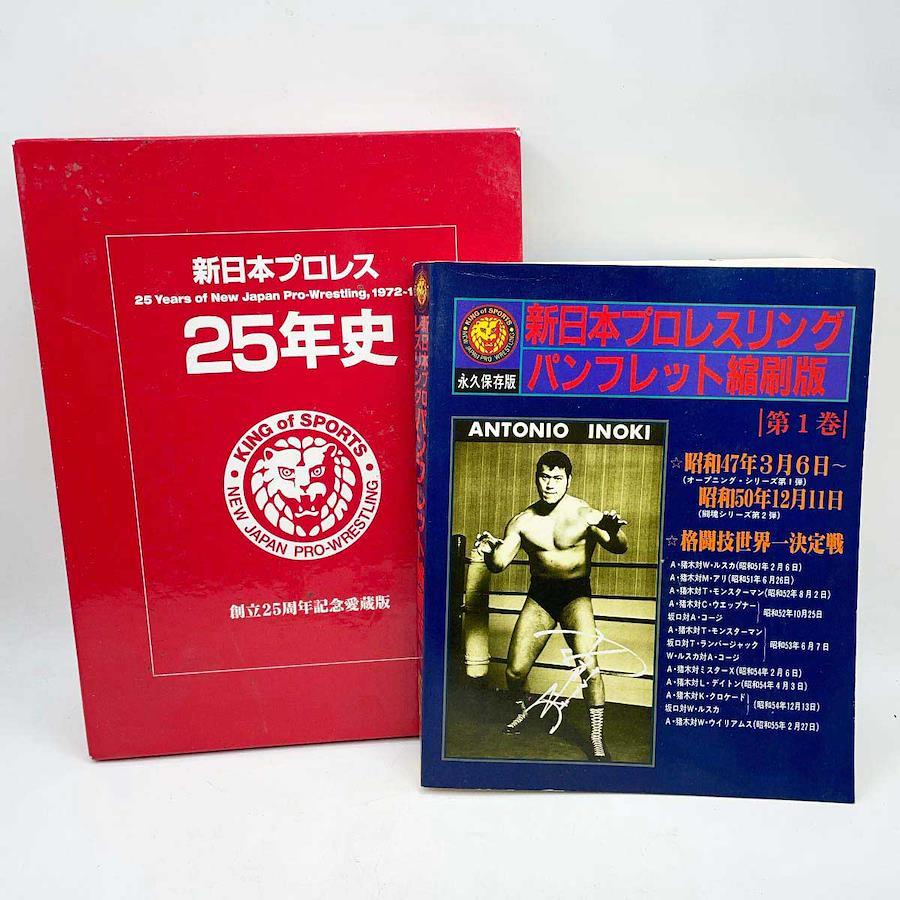 新日本プロレス
25 Years of New Japan Pro-Wrestling, 1972-1
25年史
KING of SPORTS
NEW JAPAN PRO-WRESTLING
創立25周年記念愛蔵版
KING of SPORTS
NEW JAPAN PRO WRESTLING
永久保存版
新日本プロレスリング
パンフレット縮刷版
第1巻
ANTONIO INOKI
☆昭和47年3月6日~
(オープニング・シリーズ第1弾)
昭和50年12月11日
(闘魂シリーズ第2弾)
☆格闘技世界一決定戦
A・猪木対W・ルスカ(昭和51年2月6日)
A・猪木対M・アリ(昭和51年6月26日)
A・猪木対T・モンスターマン(昭和52年8月2日)
A・猪木対C・ウエップナー
坂口対A・コージ
昭和52年10月25日
A・猪木対T・モンスターマン
坂口対T・ランバージャック
W・ルスカ対A・コージ
昭和53年6月7日
A・猪木対ミスターX(昭和54年2月6日)
A・猪木対L・デイトン(昭和54年4月3日)
A・猪木対K・クロケード
坂口対W・ルスカ
(昭和54年12月13日)
A・猪木対W・ウイリアムス(昭和55年2月27日)